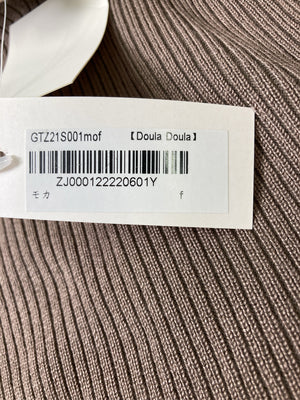 GTZ21S001mof 【Doula Doula】
ZJ000122220601Y
モカ f